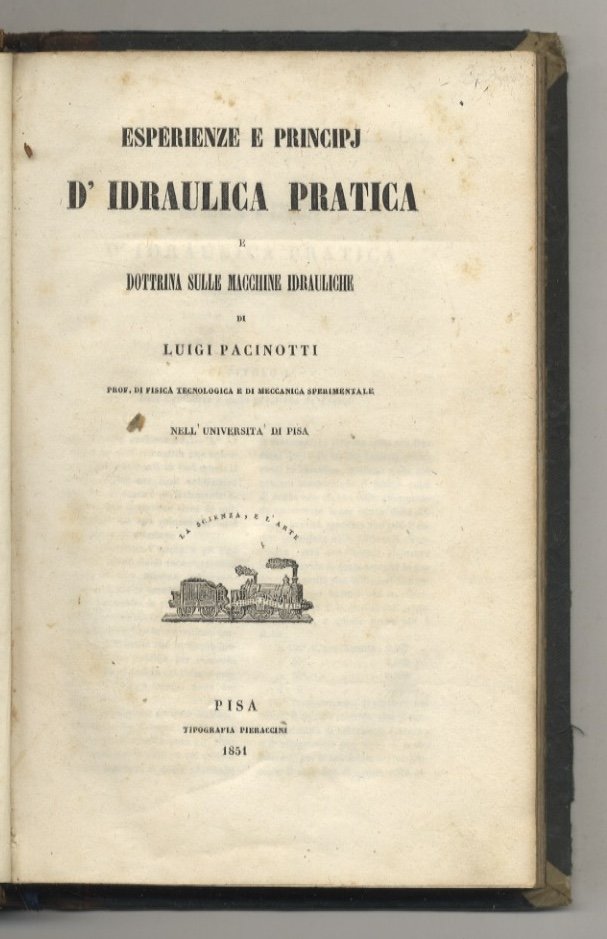 ESPERIENZE E PRINCIPJ
D' IDRAULICA PRATICA
E
DOTTRINA SULLE MACCHINE IDRAULICHE
DI
LUIGI PACINOTTI
PROF. DI FISICA TECNOLOGICA E DI MECCANICA SPERIMENTALE
NELL' UNIVERSITA' DI PISA
LA SCIENZA, E L'ARTE
PISA
TIPOGRAFIA PIERACCINI
1851